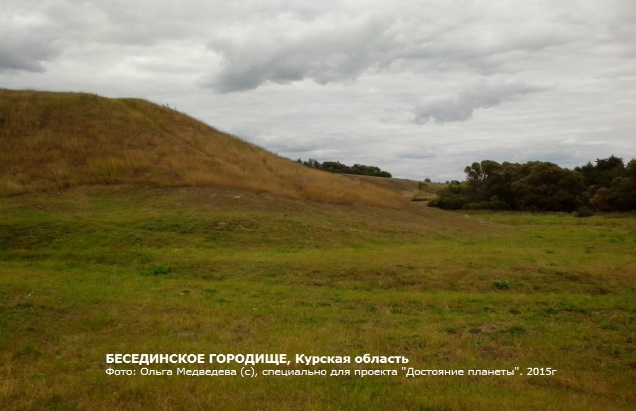 БЕСЕДИНСКОЕ ГОРОДИЩЕ, Курская область
Фото: Ольга Медведева (c), специально для проекта "Достояние планеты". 2015г